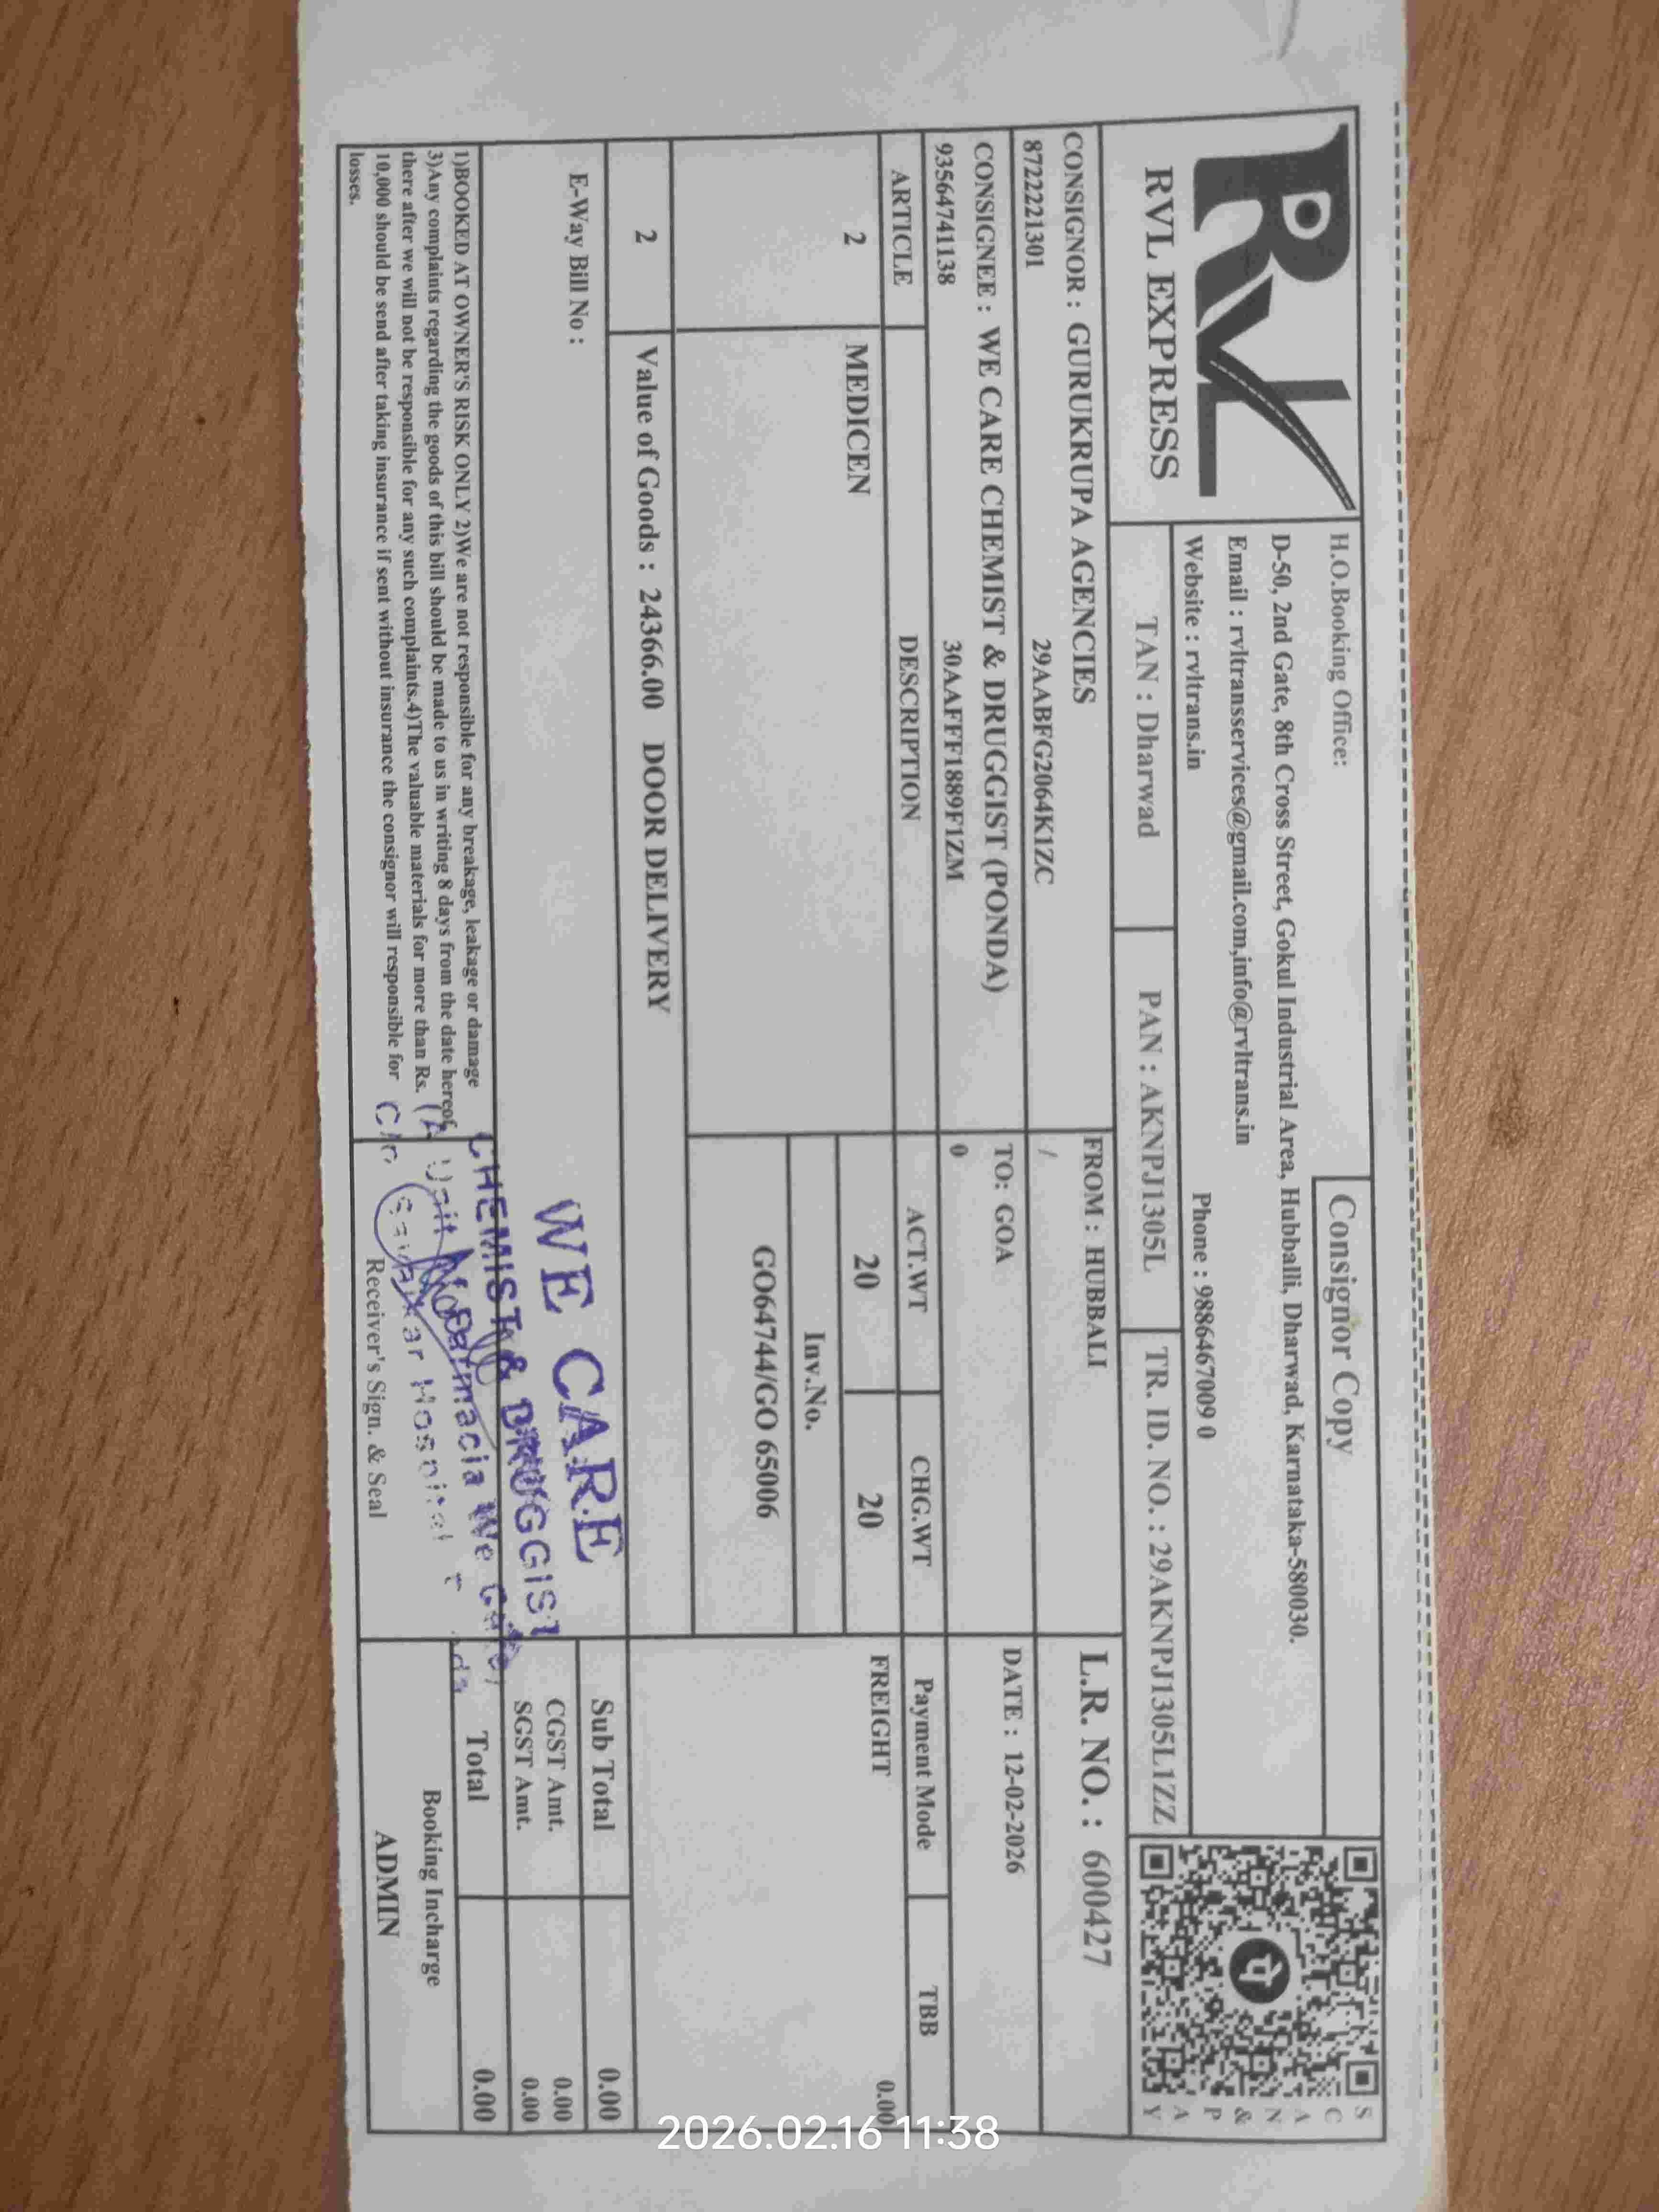 Consignor Copy
SCAN & PAY
RVL EXPRESS
H.O.Booking Office:
D-50, 2nd Gate, 8th Cross Street, Gokul Industrial Area, Hubballi, Dharwad, Karnataka-580030.
Email : rvltransservices@gmail.com,info@rvltrans.in
Website : rvltrans.in Phone : 9886467009 0
TAN : Dharwad PAN : AKNPJ1305L TR. ID. NO. : 29AKNPJ1305L1ZZ
CONSIGNOR : GURUKRUPA AGENCIES FROM : HUBBALI L.R. NO. : 600427
8722221301 29AABFG2064K1ZC /
CONSIGNEE : WE CARE CHEMIST & DRUGGIST (PONDA) TO: GOA DATE : 12-02-2026
9356474138 30AAFFF1889F1ZM 0
ARTICLE DESCRIPTION ACT.WT CHG.WT Payment Mode TBB
2 MEDICEN 20 20 FREIGHT 0.00
Inv.No.
GO64744/GO 65006
2 Value of Goods : 24366.00 DOOR DELIVERY
E-Way Bill No :
Sub Total 0.00
CGST Amt. 0.00
SGST Amt. 0.00
Total 0.00
WE CARE
CHEMIST & DRUGGIST
1)BOOKED AT OWNER'S RISK ONLY 2)We are not responsible for any breakage, leakage or damage
3)Any complaints regarding the goods of this bill should be made to us in writing 8 days from the date hereof
there after we will not be responsible for any such complaints.4)The valuable materials for more than Rs.
10,000 should be send after taking insurance if sent without insurance the consignor will responsible for
losses.
Receiver's Sign. & Seal
Booking Incharge
ADMIN
2026.02.16 11:38